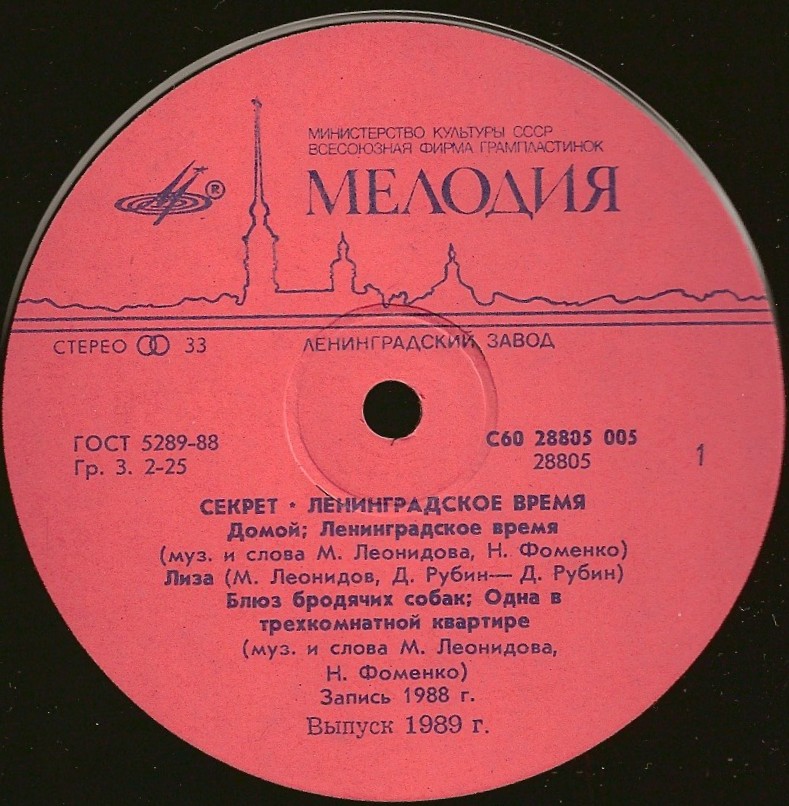 МИНИСТЕРСТВО КУЛЬТУРЫ СССР
ВСЕСОЮЗНАЯ ФИРМА ГРАМПЛАСТИНОК
МЕЛОДИЯ
®
СТЕРЕО 33
ЛЕНИНГРАДСКИЙ ЗАВОД
ГОСТ 5289-88
Гр. 3. 2-25
С60 28805 005
28805
1
СЕКРЕТ • ЛЕНИНГРАДСКОЕ ВРЕМЯ
Домой; Ленинградское время
(муз. и слова М. Леонидова, Н. Фоменко)
Лиза (М. Леонидов, Д. Рубин— Д. Рубин)
Блюз бродячих собак; Одна в
трехкомнатной квартире
(муз. и слова М. Леонидова,
Н. Фоменко)
Запись 1988 г.
Выпуск 1989 г.